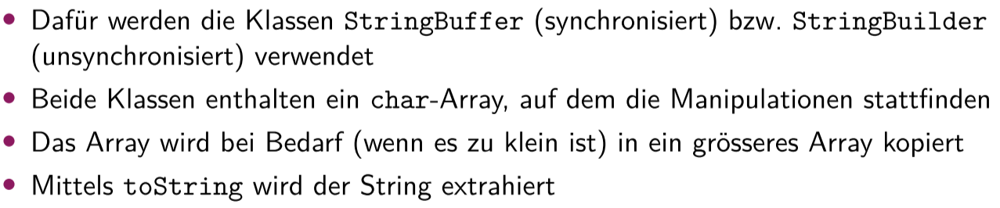 • Dafür werden die Klassen StringBuffer (synchronisiert) bzw. StringBuilder
(unsynchronisiert) verwendet
• Beide Klassen enthalten ein char-Array, auf dem die Manipulationen stattfinden
• Das Array wird bei Bedarf (wenn es zu klein ist) in ein grösseres Array kopiert
• Mittels toString wird der String extrahiert